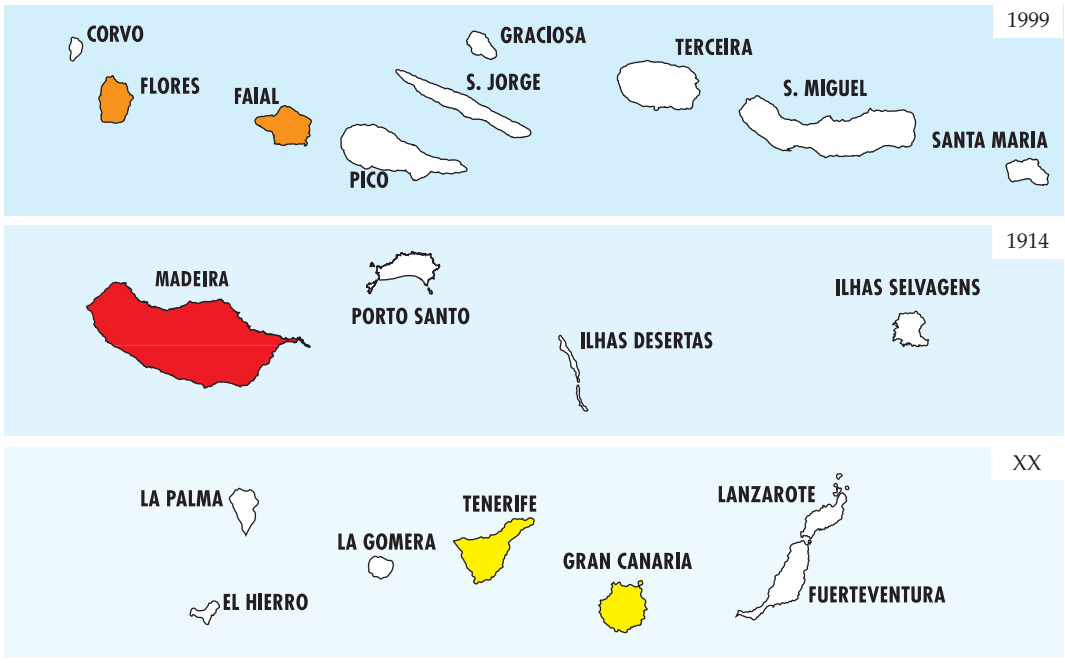 1999
CORVO
GRACIOSA
TERCEIRA
FLORES
S. JORGE
FAIAL
S. MIGUEL
SANTA MARIA
PICO
1914
MADEIRA
ILHAS SELVAGENS
PORTO SANTO
ILHAS DESERTAS
XX
LA PALMA
TENERIFE
LANZAROTE
LA GOMERA
GRAN CANARIA
EL HIERRO
FUERTEVENTURA